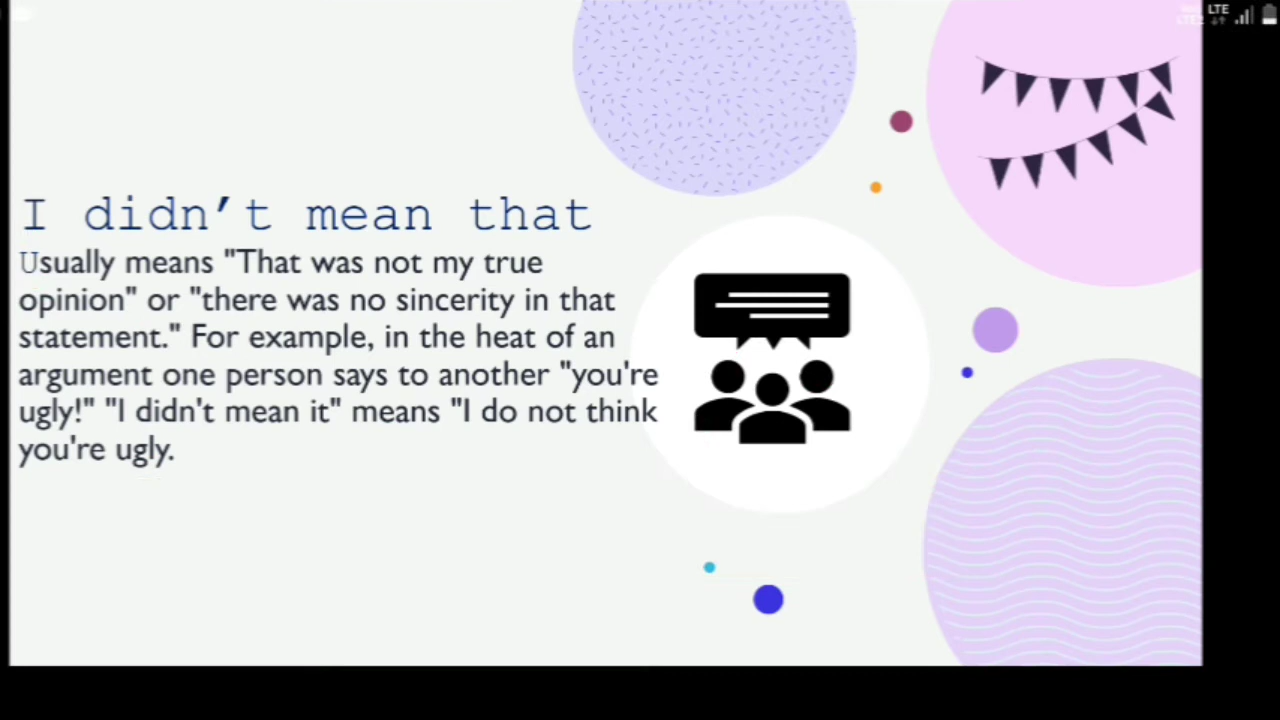 LTE
I didn’t mean that
Usually means "That was not my true
opinion" or "there was no sincerity in that
statement." For example, in the heat of an
argument one person says to another "you're
ugly!" "I didn't mean it" means "I do not think
you're ugly.